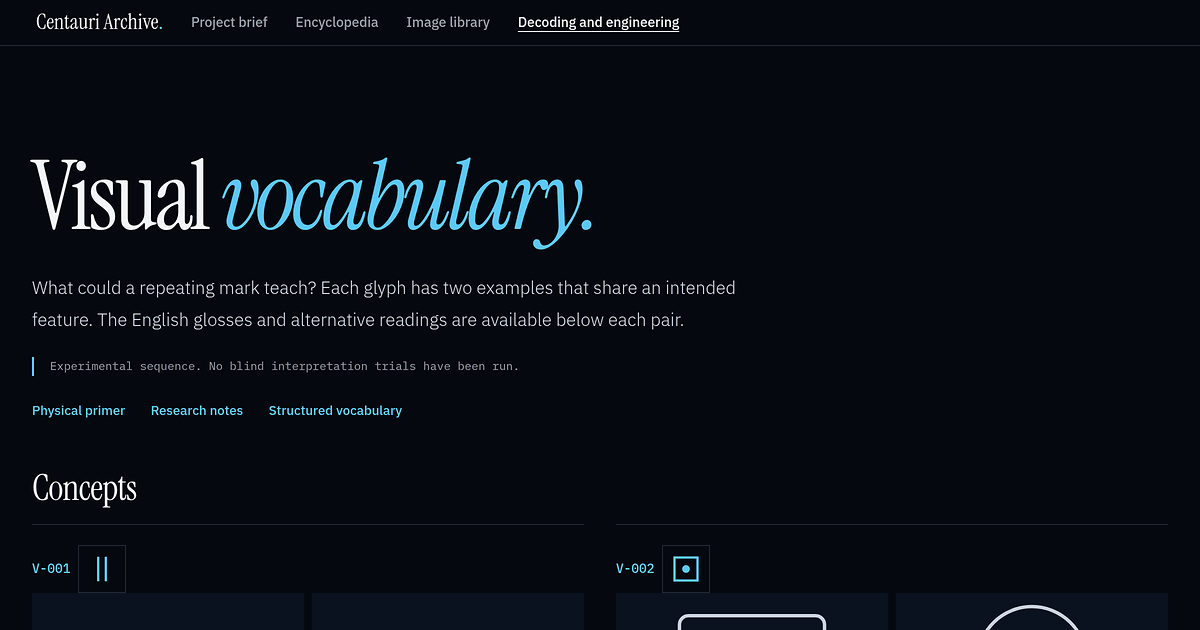 Centauri Archive. Project brief Encyclopedia Image library Decoding and engineering
Visual vocabulary.
What could a repeating mark teach? Each glyph has two examples that share an intended
feature. The English glosses and alternative readings are available below each pair.
Experimental sequence. No blind interpretation trials have been run.
Physical primer Research notes Structured vocabulary
Concepts
V-001 V-002